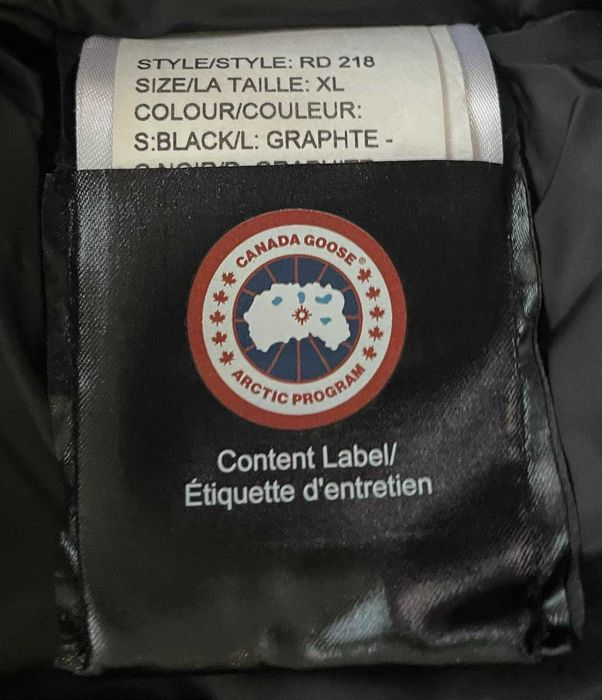 STYLE/STYLE: RD 218
SIZE/LA TAILLE: XL
COLOUR/COULEUR:
S:BLACK/L: GRAPHTE -
CANADA GOOSE®
ARCTIC PROGRAM
Content Label/
Étiquette d'entretien